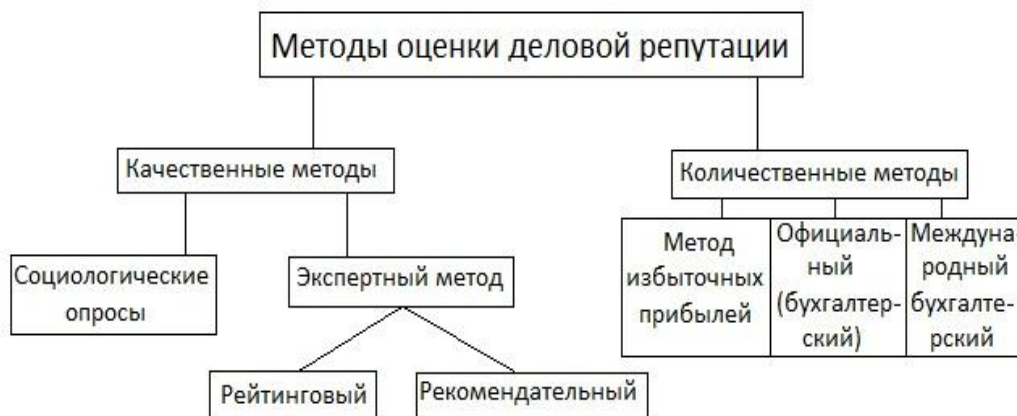 Методы оценки деловой репутации
Качественные методы
Количественные методы
Социологические
опросы
Экспертный метод
Рейтинговый
Рекомендательный
Метод
избыточных
прибылей
Официаль-
ный
(бухгалтер-
ский)
Междуна-
родный
бухгалте-
рский